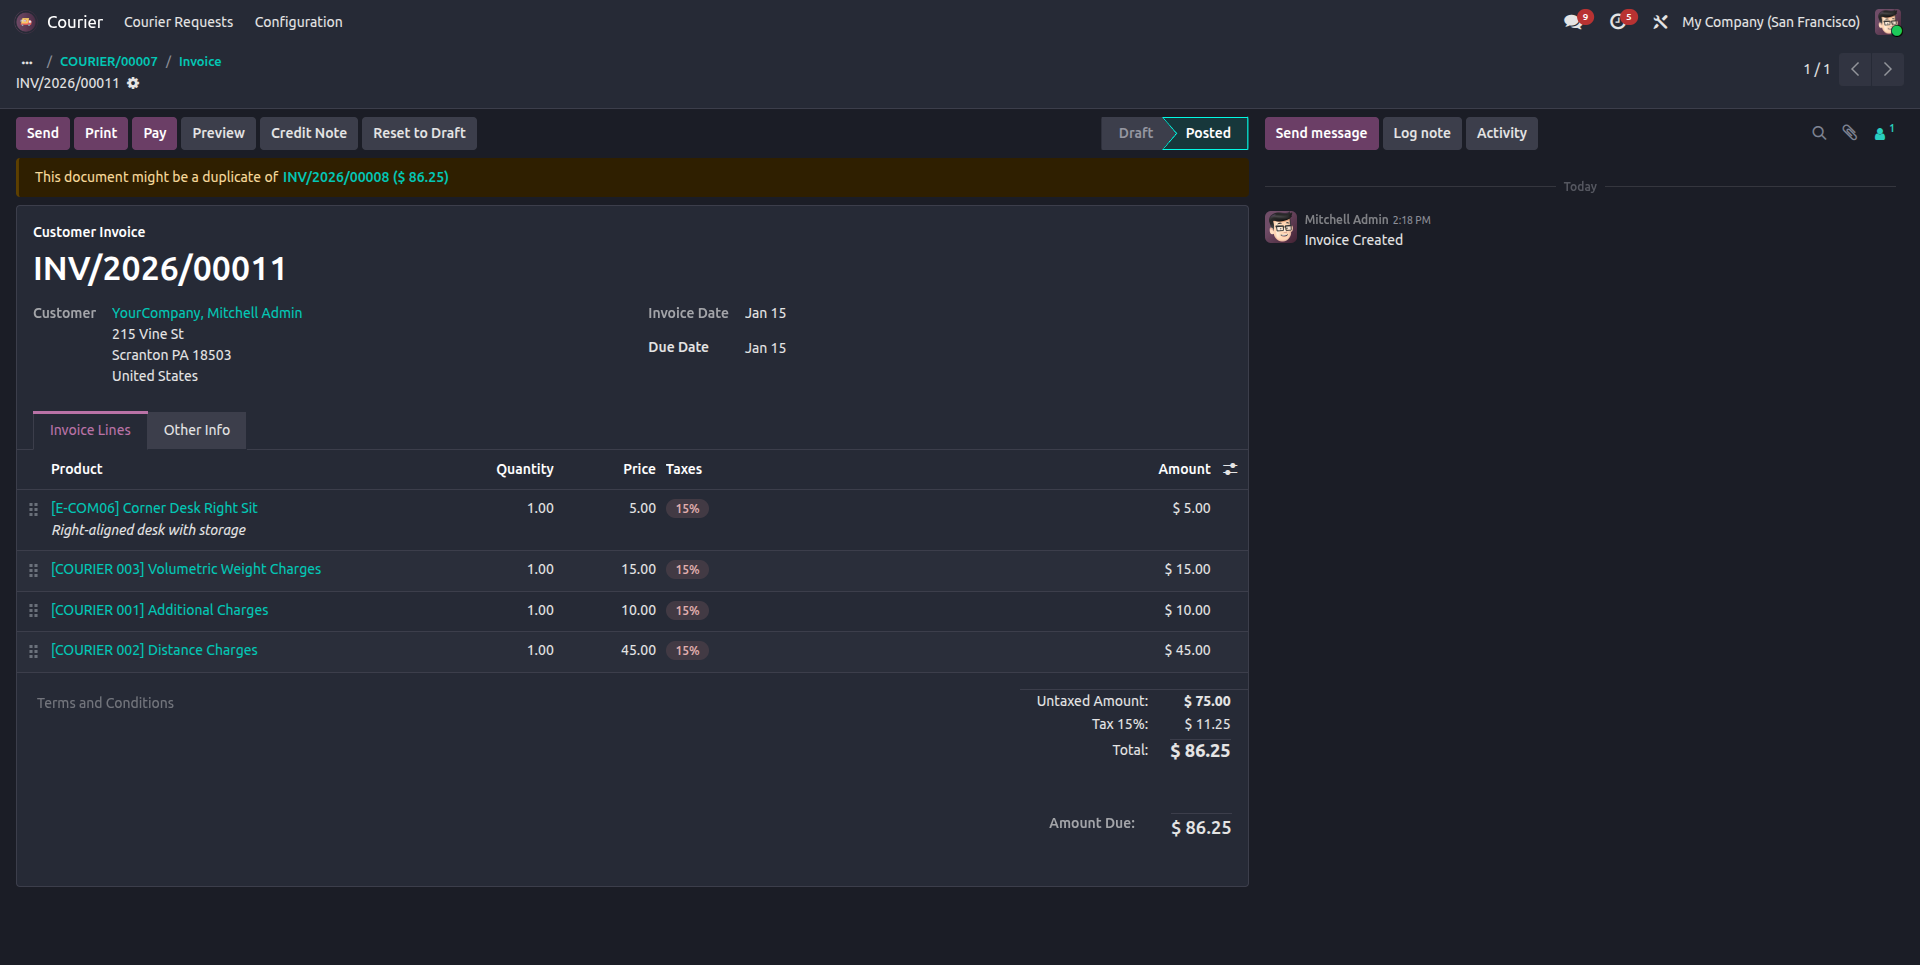 Courier Courier Requests Configuration 9 5 My Company (San Francisco)
... / COURIER/00007 / Invoice
INV/2026/00011
1 / 1
Send Print Pay Preview Credit Note Reset to Draft Draft Posted Send message Log note Activity 1
This document might be a duplicate of INV/2026/00008 ($ 86.25)
Today
Mitchell Admin 2:18 PM
Invoice Created
Customer Invoice
INV/2026/00011
Customer YourCompany, Mitchell Admin Invoice Date Jan 15
215 Vine St
Scranton PA 18503 Due Date Jan 15
United States
Invoice Lines Other Info
Product Quantity Price Taxes Amount
[E-COM06] Corner Desk Right Sit 1.00 5.00 15% $ 5.00
Right-aligned desk with storage
[COURIER 003] Volumetric Weight Charges 1.00 15.00 15% $ 15.00
[COURIER 001] Additional Charges 1.00 10.00 15% $ 10.00
[COURIER 002] Distance Charges 1.00 45.00 15% $ 45.00
Terms and Conditions Untaxed Amount: $ 75.00
Tax 15%: $ 11.25
Total: $ 86.25
Amount Due: $ 86.25